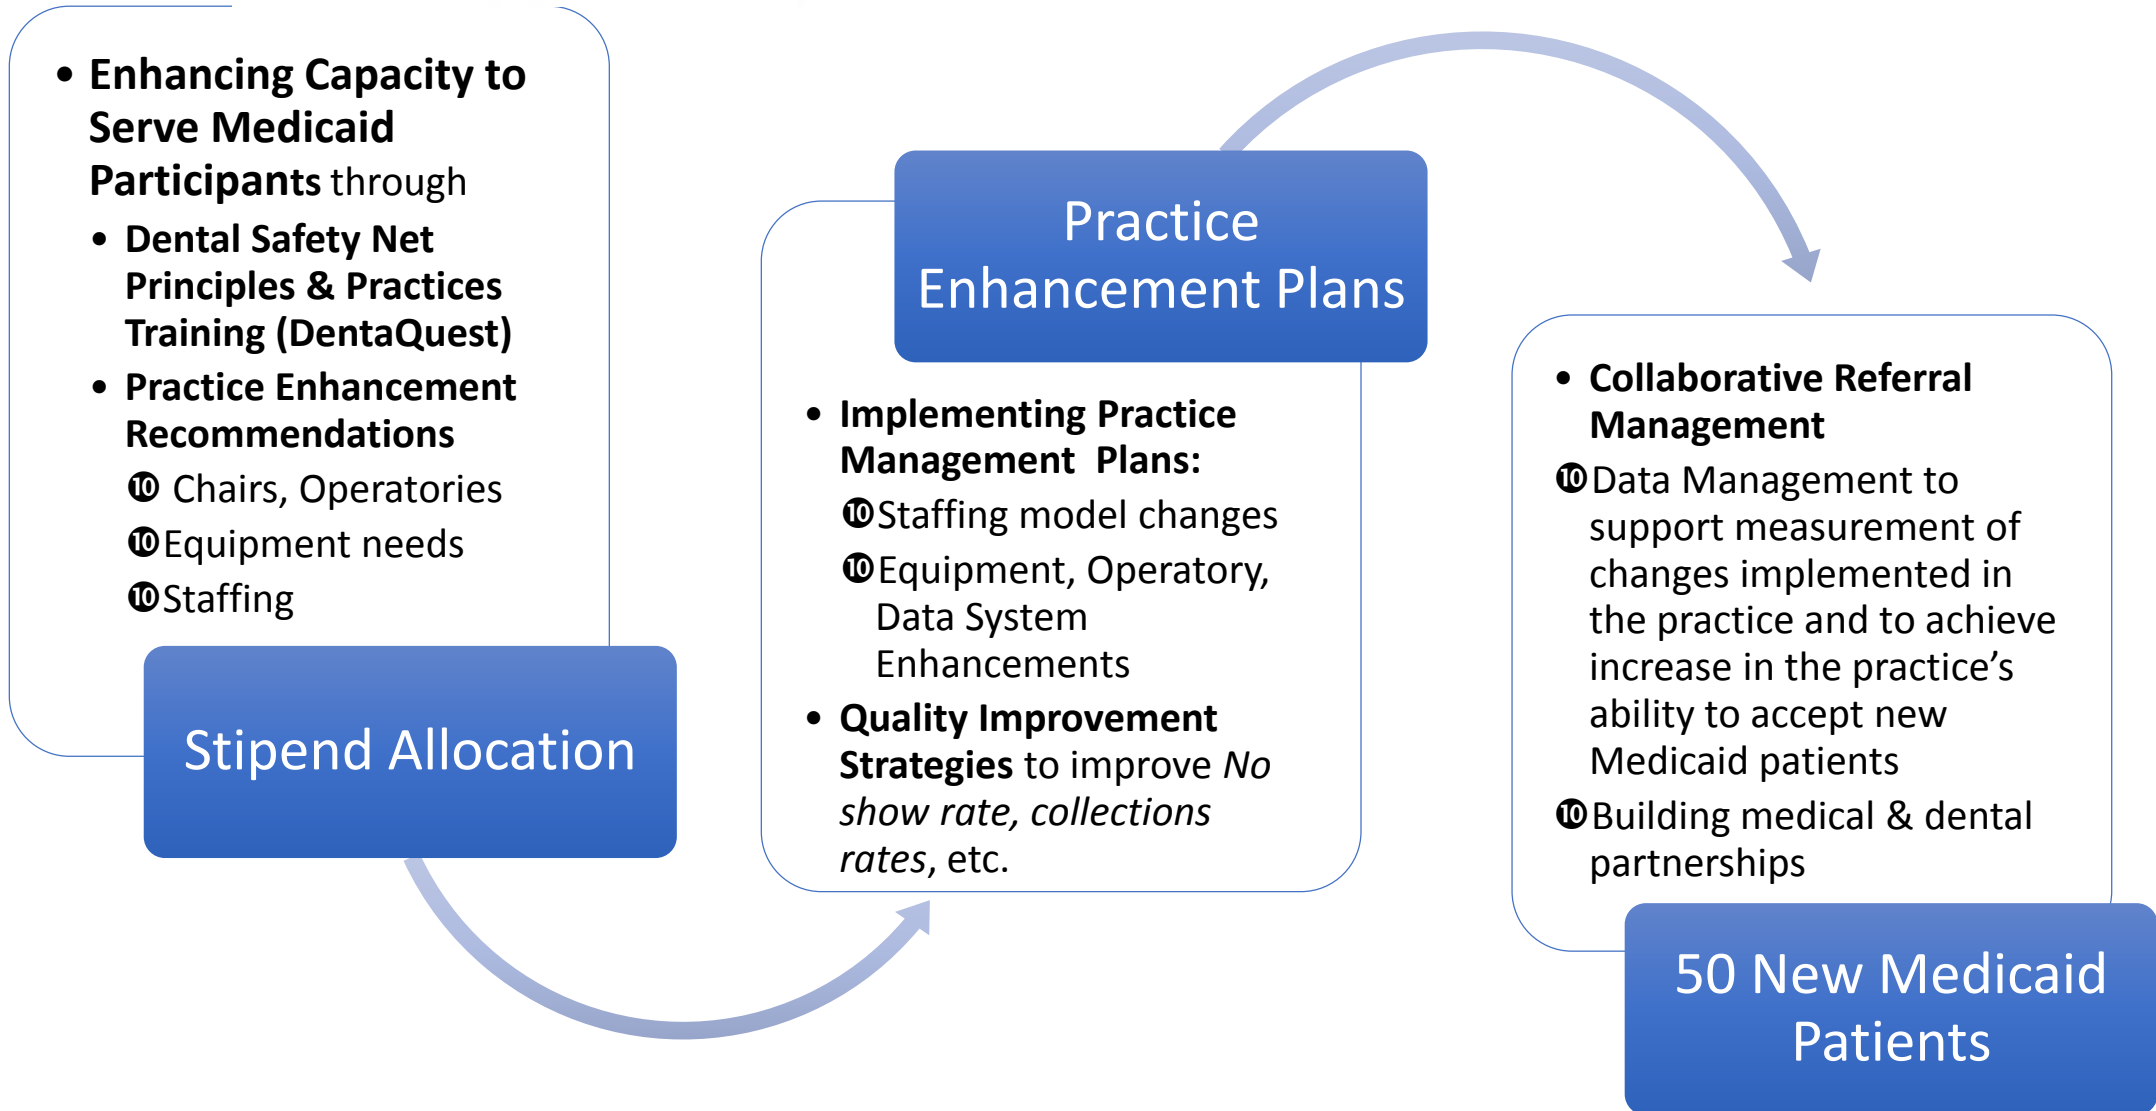 • Enhancing Capacity to
Serve Medicaid
Participants through
• Dental Safety Net
Principles & Practices
Training (DentaQuest)
• Practice Enhancement
Recommendations
❿ Chairs, Operatories
❿Equipment needs
❿Staffing
Stipend Allocation
Practice
Enhancement Plans
• Implementing Practice
Management  Plans:
❿Staffing model changes
❿Equipment, Operatory,
Data System
Enhancements
• Quality Improvement
Strategies to improve No
show rate, collections
rates, etc.
• Collaborative Referral
Management
❿Data Management to
support measurement of
changes implemented in
the practice and to achieve
increase in the practice’s
ability to accept new
Medicaid patients
❿Building medical & dental
partnerships
50 New Medicaid
Patients